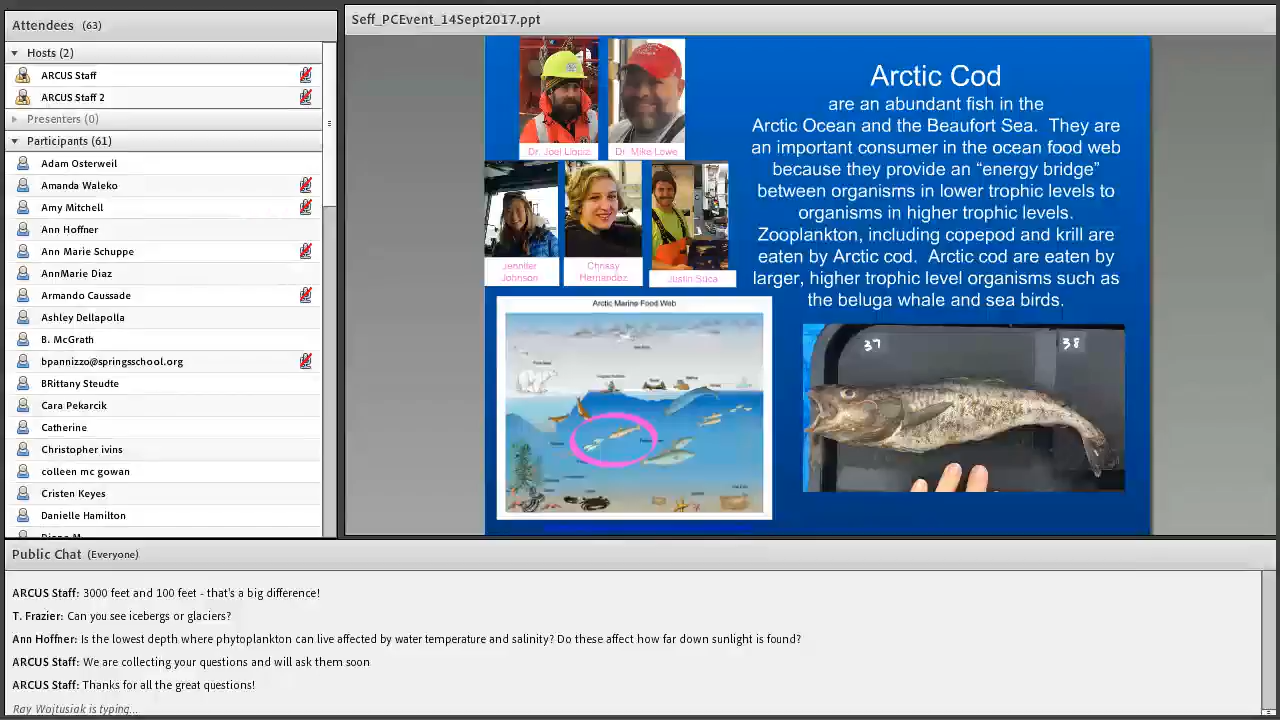 Attendees (63)
Hosts (2)
ARCUS Staff
ARCUS Staff 2
Presenters (0)
Participants (61)
Adam Osterweil
Amanda Waleko
Amy Mitchell
Ann Hoffner
Ann Marie Schuppe
AnnMarie Diaz
Armando Caussade
Ashley Dellapolla
B. McGrath
bpannizzo@springsschool.org
BRittany Steudte
Cara Pekarcik
Catherine
Christopher ivins
colleen mc gowan
Cristen Keyes
Danielle Hamilton
Seff_PCEvent_14Sept2017.ppt
Dr. Joel Llopiz
Dr. Mike Lowe
Jennifer
Johnson
Chrissy
Hernandez
Justin Suca
Arctic Cod
are an abundant fish in the
Arctic Ocean and the Beaufort Sea. They are
an important consumer in the ocean food web
because they provide an “energy bridge”
between organisms in lower trophic levels to
organisms in higher trophic levels.
Zooplankton, including copepod and krill are
eaten by Arctic cod. Arctic cod are eaten by
larger, higher trophic level organisms such as
the beluga whale and sea birds.
Arctic Marine Food Web
37
38
Public Chat (Everyone)
ARCUS Staff: 3000 feet and 100 feet - that's a big difference!
T. Frazier: Can you see icebergs or glaciers?
Ann Hoffner: Is the lowest depth where phytoplankton can live affected by water temperature and salinity? Do these affect how far down sunlight is found?
ARCUS Staff: We are collecting your questions and will ask them soon
ARCUS Staff: Thanks for all the great questions!
Ray Wojtusiak is typing...